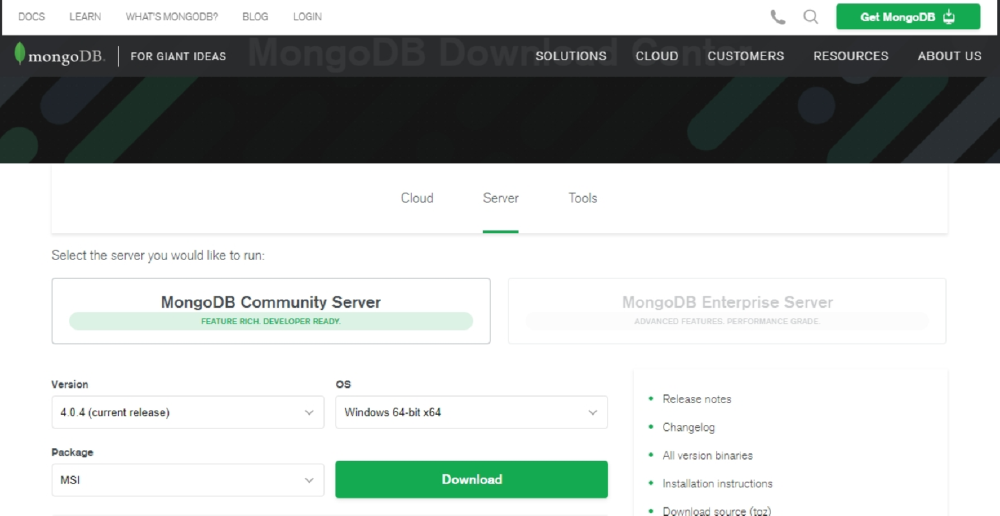 DOCS LEARN WHAT'S MONGODB? BLOG LOGIN Get MongoDB
mongoDB. FOR GIANT IDEAS SOLUTIONS CLOUD CUSTOMERS RESOURCES ABOUT US
MongoDB Download Center
Cloud Server Tools
Select the server you would like to run:
MongoDB Community Server
FEATURE RICH. DEVELOPER READY.
MongoDB Enterprise Server
ADVANCED FEATURES. PERFORMANCE GRADE.
Version
4.0.4 (current release)
OS
Windows 64-bit x64
Package
MSI
Download
Release notes
Changelog
All version binaries
Installation instructions
Download source (tgz)